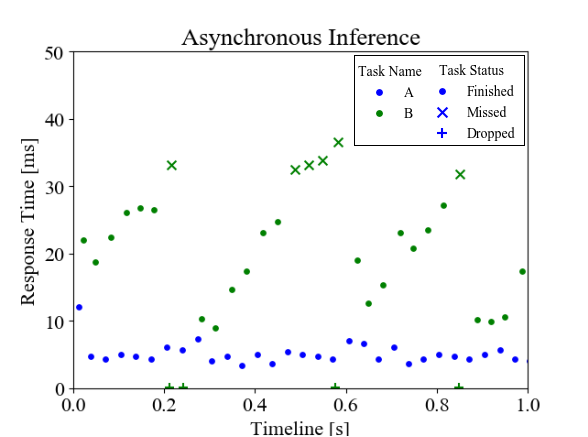 Asynchronous Inference
50
40
30
20
10
0
Response Time [ms]
Task Name Task Status
A Finished
B Missed
Dropped
0.0 0.2 0.4 0.6 0.8 1.0
Timeline [s]